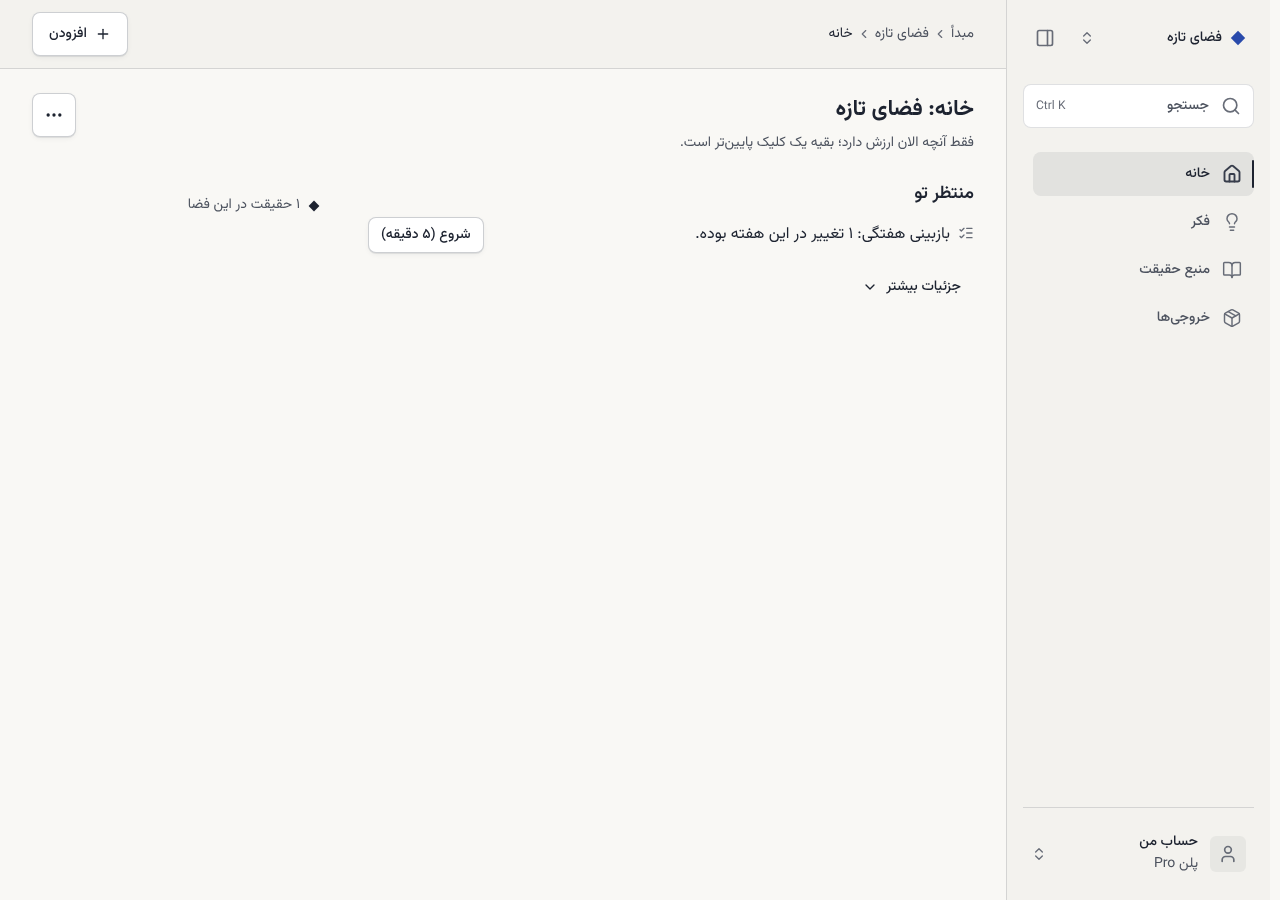 فضای تازه
جستجو
Ctrl K
خانه
فکر
منبع حقیقت
خروجی‌ها
حساب من
پلن Pro
مبدأ › فضای تازه › خانه
افزودن
خانه: فضای تازه
فقط آنچه الان ارزش دارد؛ بقیه یک کلیک پایین‌تر است.
منتظر تو
بازبینی هفتگی: ۱ تغییر در این هفته بوده.
شروع (۵ دقیقه)
جزئیات بیشتر
۱ حقیقت در این فضا